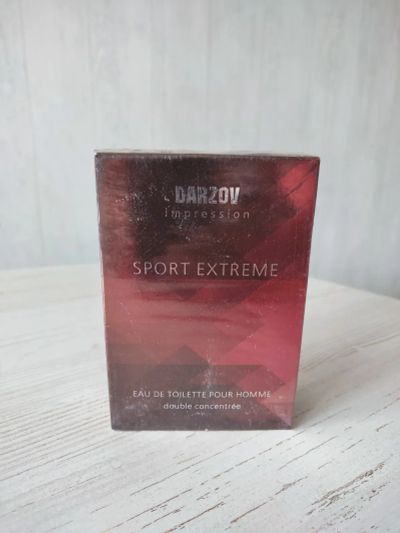 DARZOV
Impression
SPORT EXTREME
EAU DE TOILETTE POUR HOMME
double concentrée